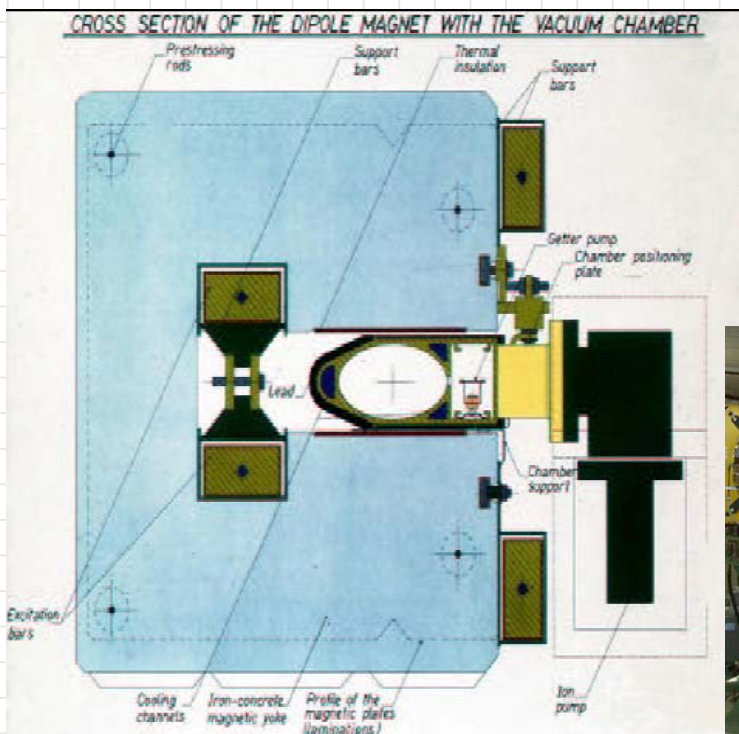 CROSS SECTION OF THE DIPOLE MAGNET WITH THE VACUUM CHAMBER
Prestressing
rods
Support
bars
Thermal
insulation
Support
bars
Getter pump
Chamber positioning
plate
Lead
Chamber
support
Excitation
bars
Cooling
channels
Iron-concrete
magnetic yoke
Profile of the
magnetic plates
(laminations)
Ion
pump